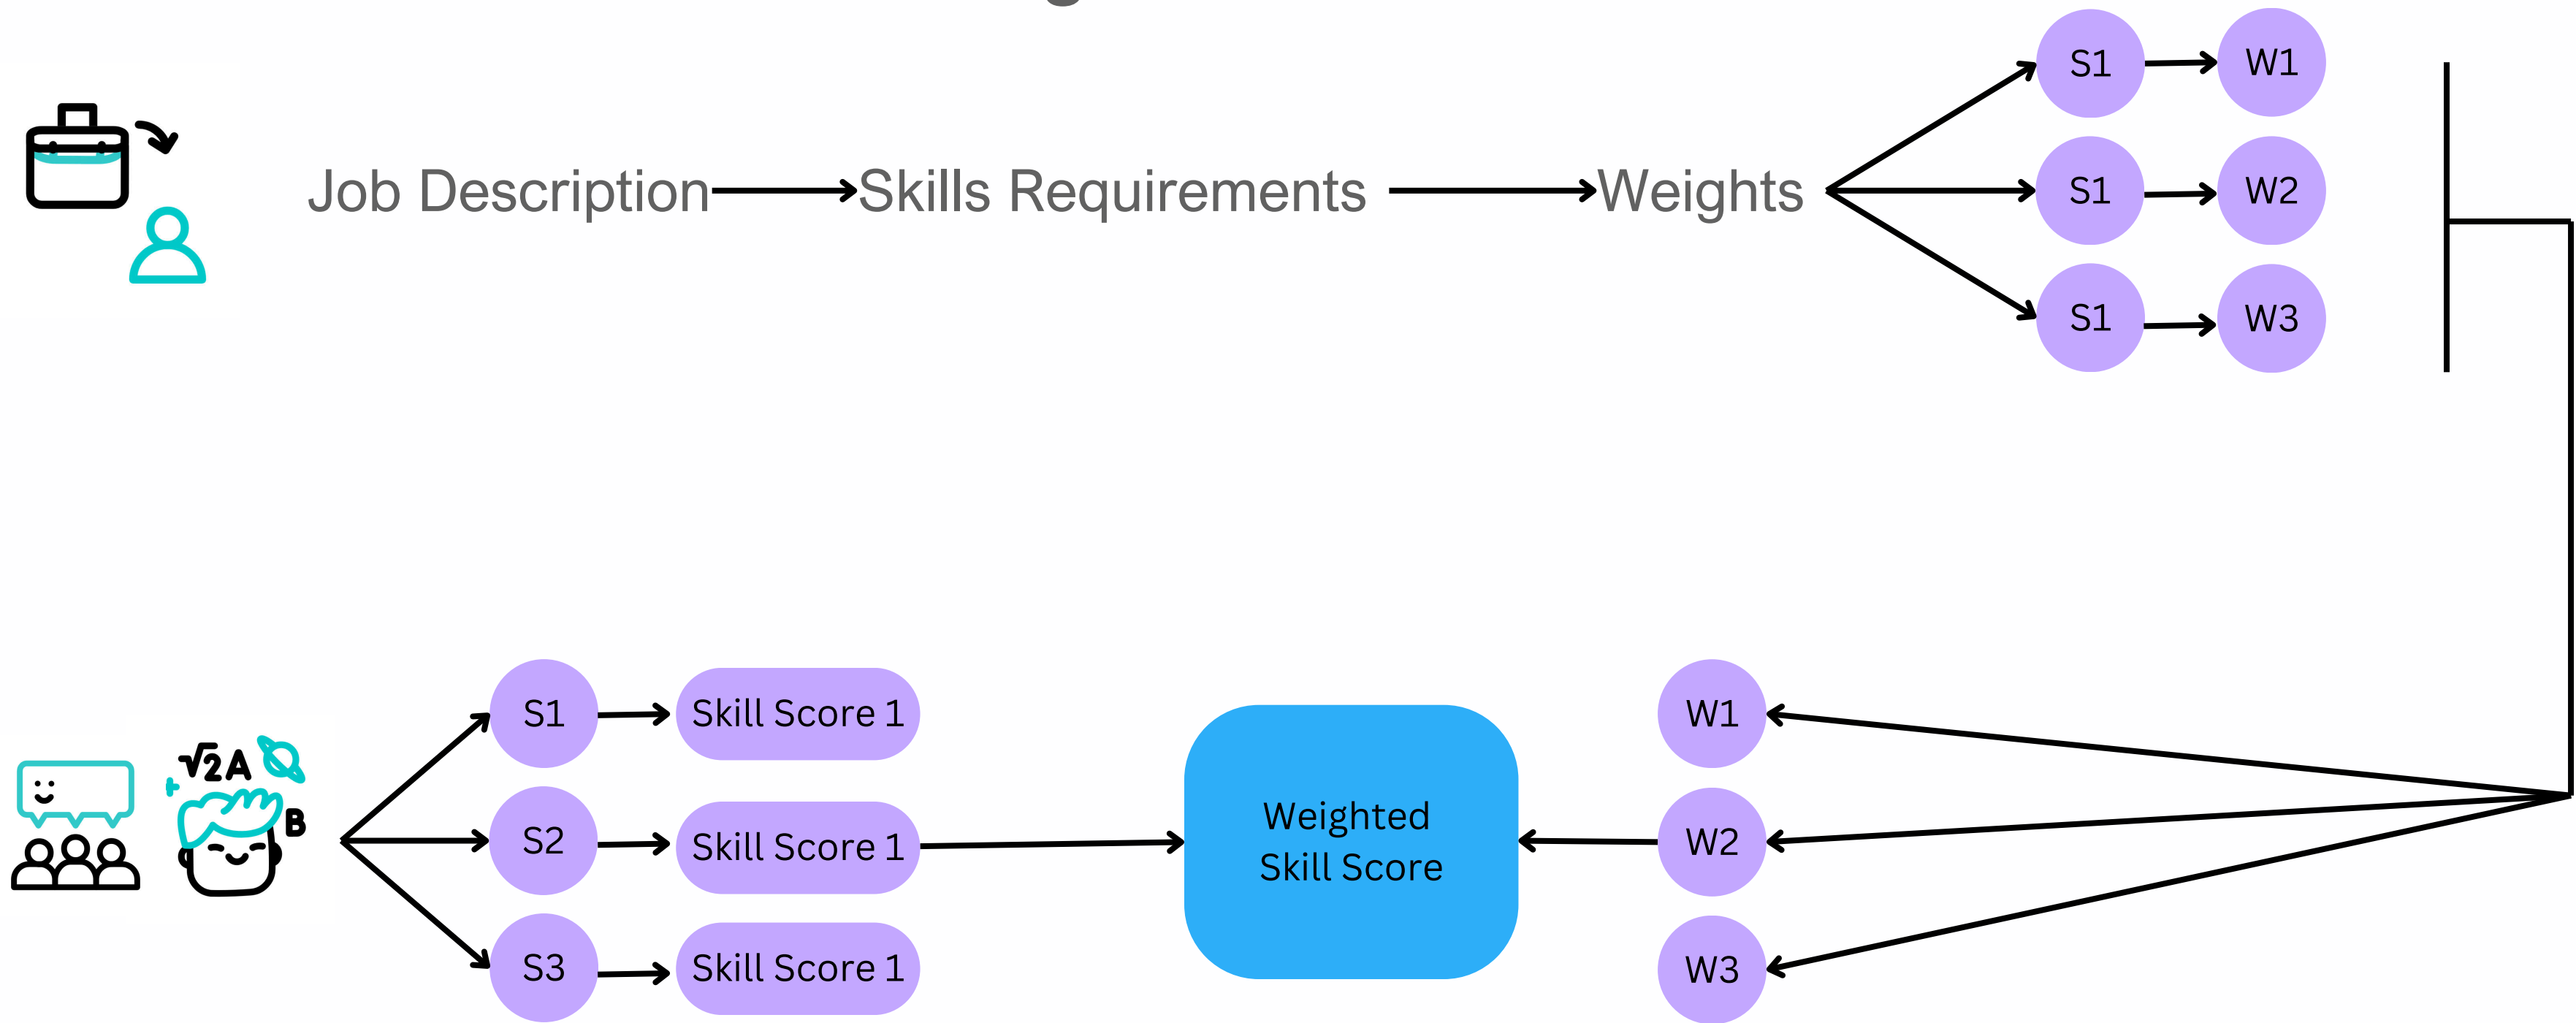 Job Description
Skills Requirements
Weights
S1
W1
S1
W2
S1
W3
√2 A
B
S1
Skill Score 1
S2
Skill Score 1
S3
Skill Score 1
Weighted
Skill Score
W1
W2
W3